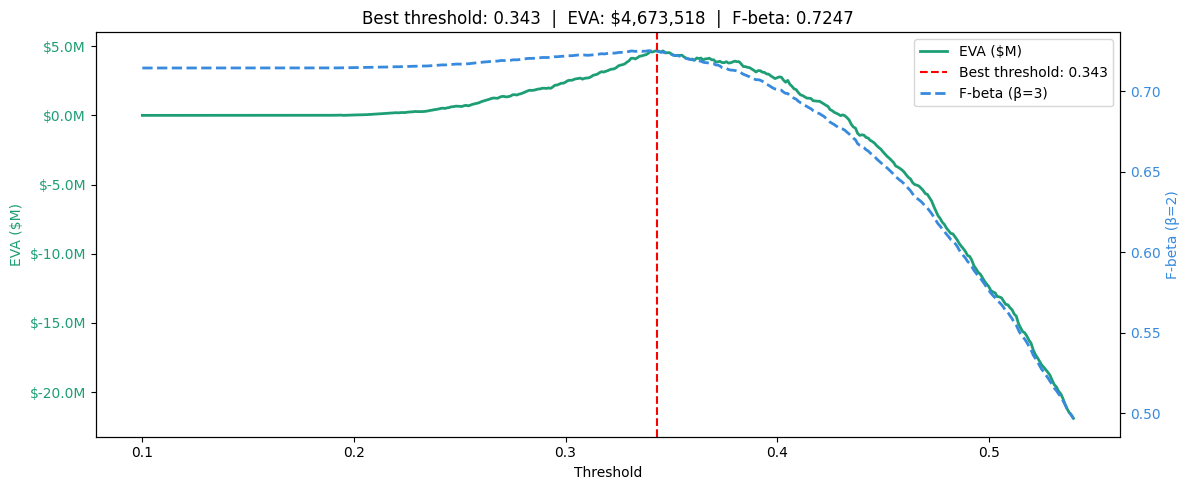 Best threshold: 0.343 | EVA: $4,673,518 | F-beta: 0.7247
EVA ($M)
Best threshold: 0.343
F-beta (β=3)
$5.0M
$0.0M
$-5.0M
$-10.0M
$-15.0M
$-20.0M
EVA ($M)
0.70
0.65
0.60
0.55
0.50
F-beta (β=2)
0.1
0.2
0.3
0.4
0.5
Threshold